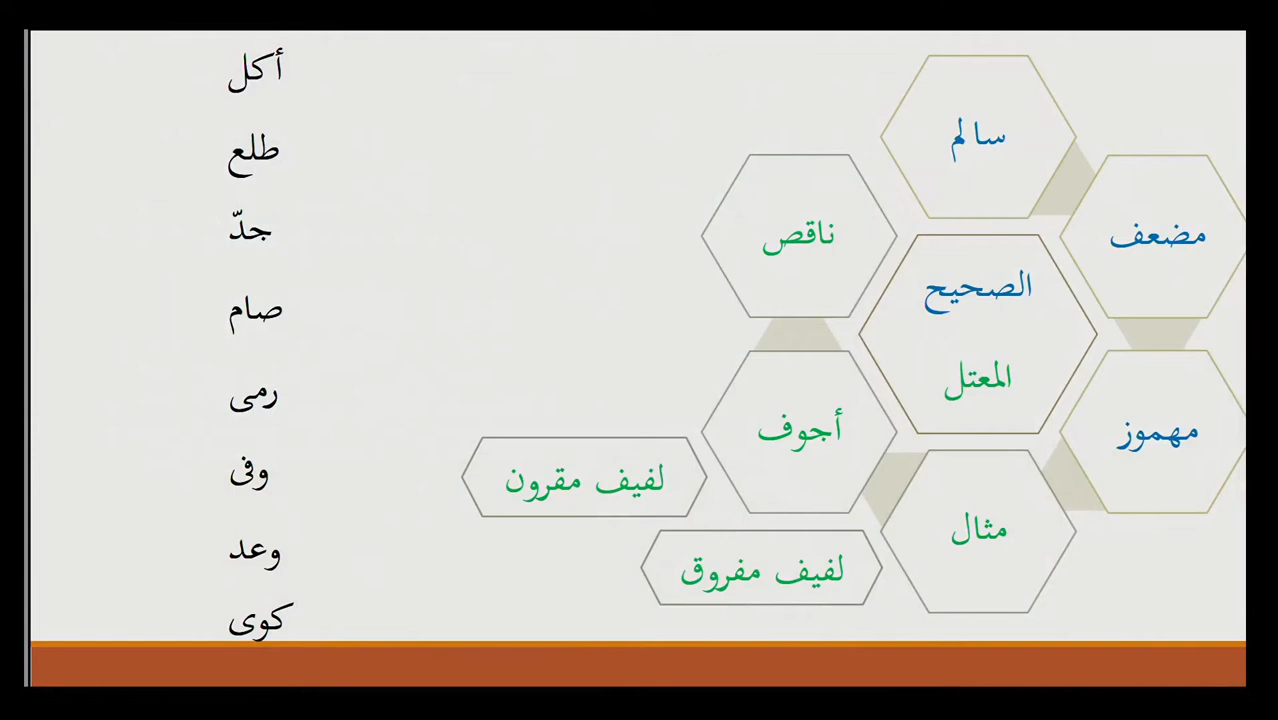 سالم
مضعف
ناقص
الصحيح
المعتل
مهموز
أجوف
لفيف مقرون
مثال
لفيف مفروق
أكل
طلع
جدّ
صام
رمى
وفى
وعد
كوى